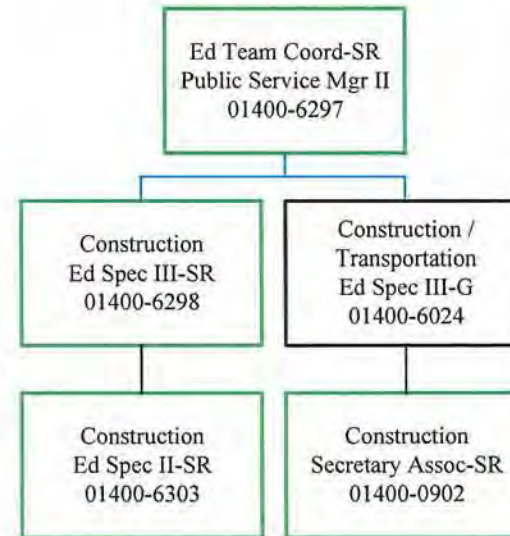 Ed Team Coord-SR
Public Service Mgr II
01400-6297
Construction
Ed Spec III-SR
01400-6298
Construction /
Transportation
Ed Spec III-G
01400-6024
Construction
Ed Spec II-SR
01400-6303
Construction
Secretary Assoc-SR
01400-0902